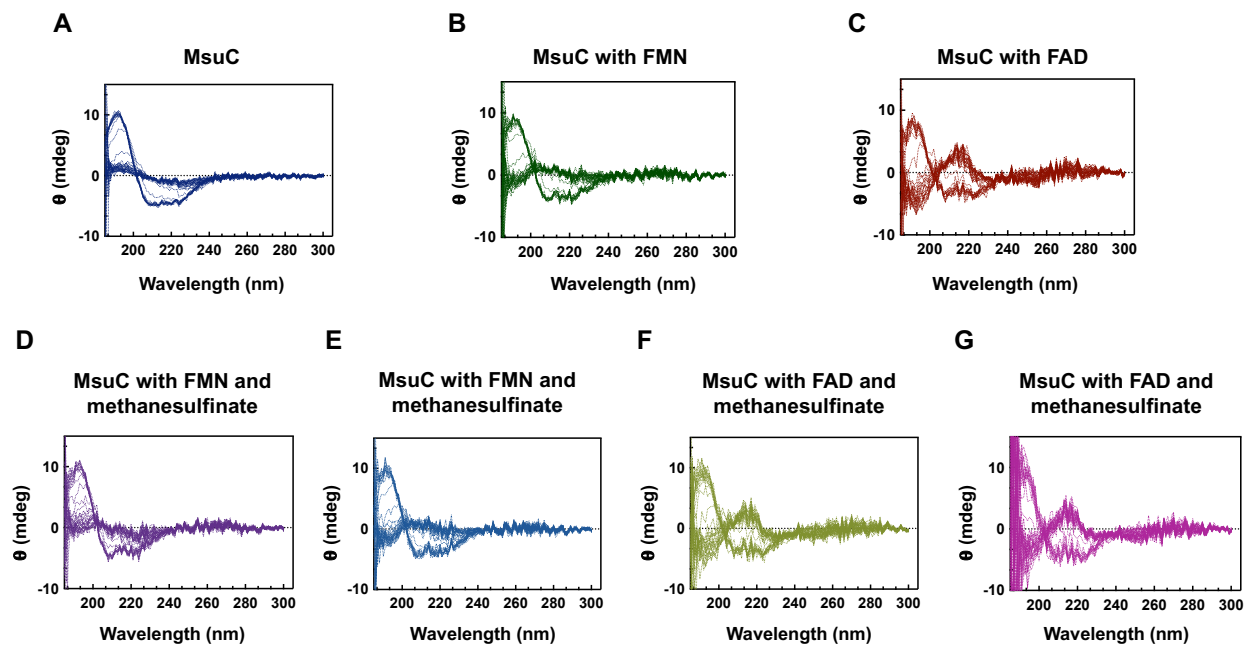 A
MsuC
10
0
-10
θ (mdeg)
200 220 240 260 280 300
Wavelength (nm)
B
MsuC with FMN
10
0
-10
θ (mdeg)
200 220 240 260 280 300
Wavelength (nm)
C
MsuC with FAD
10
0
-10
θ (mdeg)
200 220 240 260 280 300
Wavelength (nm)
D
MsuC with FMN and
methanesulfinate
10
0
-10
θ (mdeg)
200 220 240 260 280 300
Wavelength (nm)
E
MsuC with FMN and
methanesulfinate
10
0
-10
θ (mdeg)
200 220 240 260 280 300
Wavelength (nm)
F
MsuC with FAD and
methanesulfinate
10
0
-10
θ (mdeg)
200 220 240 260 280 300
Wavelength (nm)
G
MsuC with FAD and
methanesulfinate
10
0
-10
θ (mdeg)
200 220 240 260 280 300
Wavelength (nm)